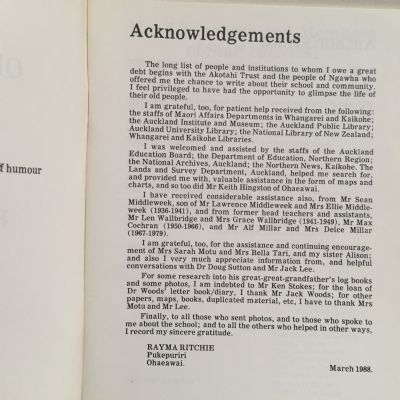 Acknowledgements
The long list of people and institutions to whom I owe a great
debt begins with the Akotahi Trust and the people of Ngawha who
offered me the chance to write about their school and community.
I feel privileged to have had the opportunity to glimpse the life of
their old people.
I am grateful, too, for patient help received from the following:
the staffs of Maori Affairs Departments in Whangarei and Kaikohe;
the Auckland Institute and Museum; the Auckland Public Library;
Auckland University Library; the National Library of New Zealand;
Whangarei and Kaikohe Libraries.
I was welcomed and assisted by the staffs of the Auckland
Education Board; the Department of Education, Northern Region;
the National Archives, Auckland; the Northern News, Kaikohe. The
Lands and Survey Department, Auckland, helped me search for,
and provided me with, valuable assistance in the form of maps and
charts, and so too did Mr Keith Hingston of Ohaeawai.
I have received considerable assistance also, from Mr Sean
Middleweek, son of Mr Lawrence Middleweek and Mrs Ellie Middle-
week (1936-1941), and from former head teachers and assistants,
Mr Len Wallbridge and Mrs Grace Wallbridge (1941-1949), Mr Max
Cochran (1950-1966), and Mr Alf Millar and Mrs Delce Millar
(1967-1979).
I am grateful, too, for the assistance and continuing encourage-
ment of Mrs Sarah Motu and Mrs Bella Tari, and my sister Alison;
and also I very much appreciate information from, and helpful
conversations with Dr Doug Sutton and Mr Jack Lee.
For some research into his great-great-grandfather's log books
and some photos, I am indebted to Mr Ken Stokes; for the loan of
Dr Woods' letter book/diary, I thank Mr Jack Woods; for other
papers, maps, books, duplicated material, etc, I have to thank Mrs
Motu and Mr Lee.
Finally, to all those who sent photos, and to those who spoke to
me about the school; and to all the others who helped in other ways,
I record my sincere gratitude.
RAYMA RITCHIE
Pukepuriri
Ohaeawai.
March 1988.
f humour